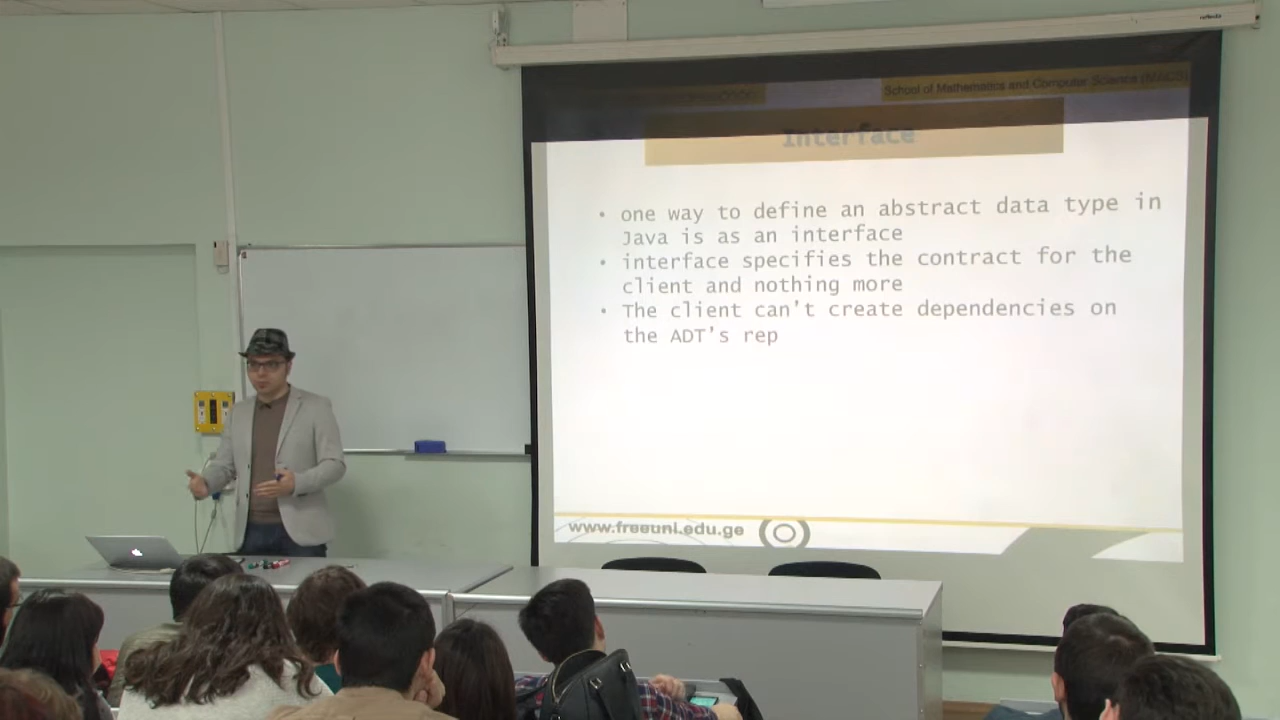 School of Mathematics and Computer Science (MACS)
Interface
• one way to define an abstract data type in
Java is as an interface
• interface specifies the contract for the
client and nothing more
• The client can't create dependencies on
the ADT's rep
www.freeuni.edu.ge